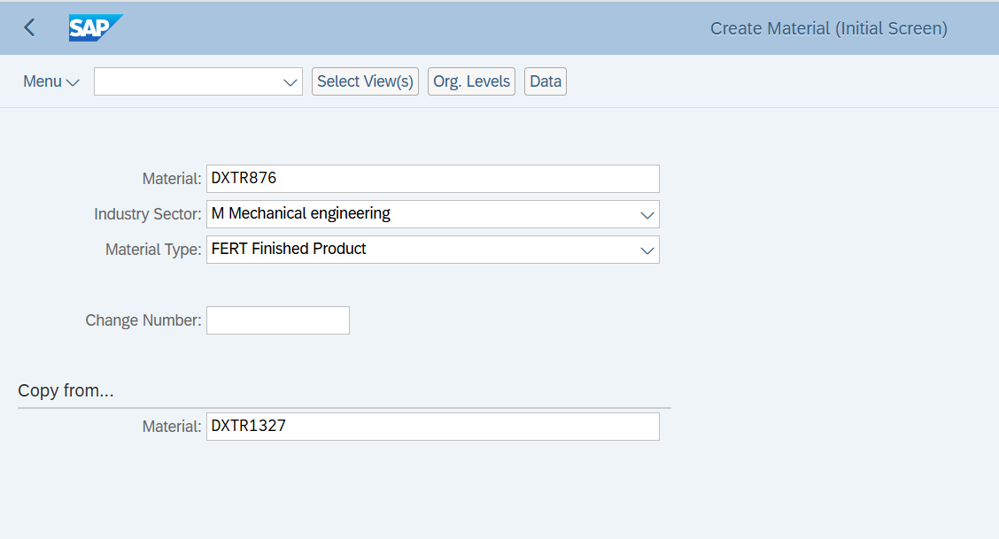 SAP Create Material (Initial Screen)
Menu Select View(s) Org. Levels Data
Material: DXTR876
Industry Sector: M Mechanical engineering
Material Type: FERT Finished Product
Change Number:
Copy from...
Material: DXTR1327